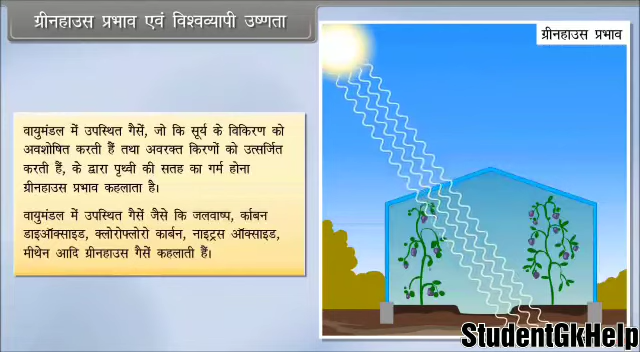 ग्रीनहाउस प्रभाव एवं विश्वव्यापी उष्णता
ग्रीनहाउस प्रभाव
वायुमंडल में उपस्थित गैसें, जो कि सूर्य के विकिरण को
अवशोषित करती हैं तथा अवरक्त किरणों को उत्सर्जित
करती हैं, के द्वारा पृथ्वी की सतह का गर्म होना
ग्रीनहाउस प्रभाव कहलाता है।
वायुमंडल में उपस्थित गैसें जैसे कि जलवाष्प, कार्बन
डाइऑक्साइड, क्लोरोफ्लोरो कार्बन, नाइट्रस ऑक्साइड,
मीथेन आदि ग्रीनहाउस गैसें कहलाती हैं।
StudentGkHelp